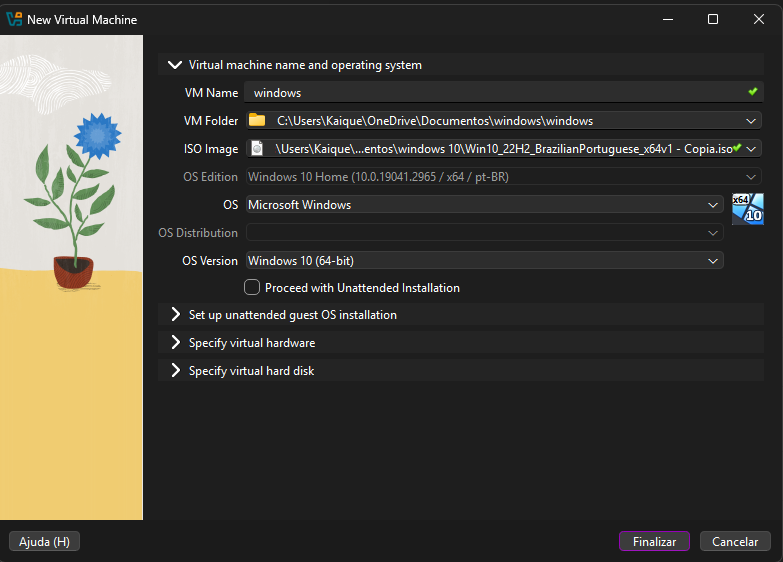 New Virtual Machine
Virtual machine name and operating system
VM Name windows
VM Folder C:\Users\Kaique\OneDrive\Documentos\windows\windows
ISO Image \Users\Kaique\...entos\windows 10\Win10_22H2_BrazilianPortuguese_x64v1 - Copia.iso
OS Edition Windows 10 Home (10.0.19041.2965 / x64 / pt-BR)
OS Microsoft Windows
x64
10
OS Distribution
OS Version Windows 10 (64-bit)
Proceed with Unattended Installation
Set up unattended guest OS installation
Specify virtual hardware
Specify virtual hard disk
Ajuda (H) Finalizar Cancelar